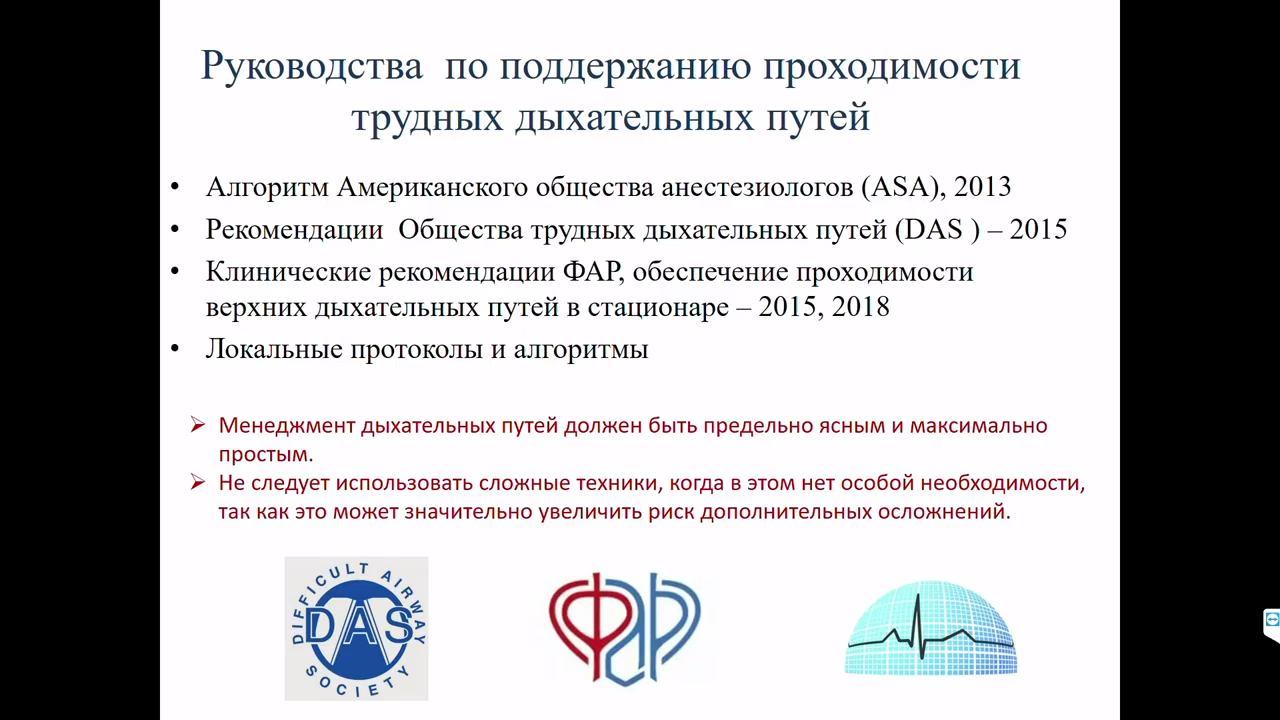 Руководства по поддержанию проходимости
трудных дыхательных путей
• Алгоритм Американского общества анестезиологов (ASA), 2013
• Рекомендации Общества трудных дыхательных путей (DAS ) – 2015
• Клинические рекомендации ФАР, обеспечение проходимости
верхних дыхательных путей в стационаре – 2015, 2018
• Локальные протоколы и алгоритмы
➢ Менеджмент дыхательных путей должен быть предельно ясным и максимально
простым.
➢ Не следует использовать сложные техники, когда в этом нет особой необходимости,
так как это может значительно увеличить риск дополнительных осложнений.
DIFFICULT AIRWAY
DAS
SOCIETY
ФАР